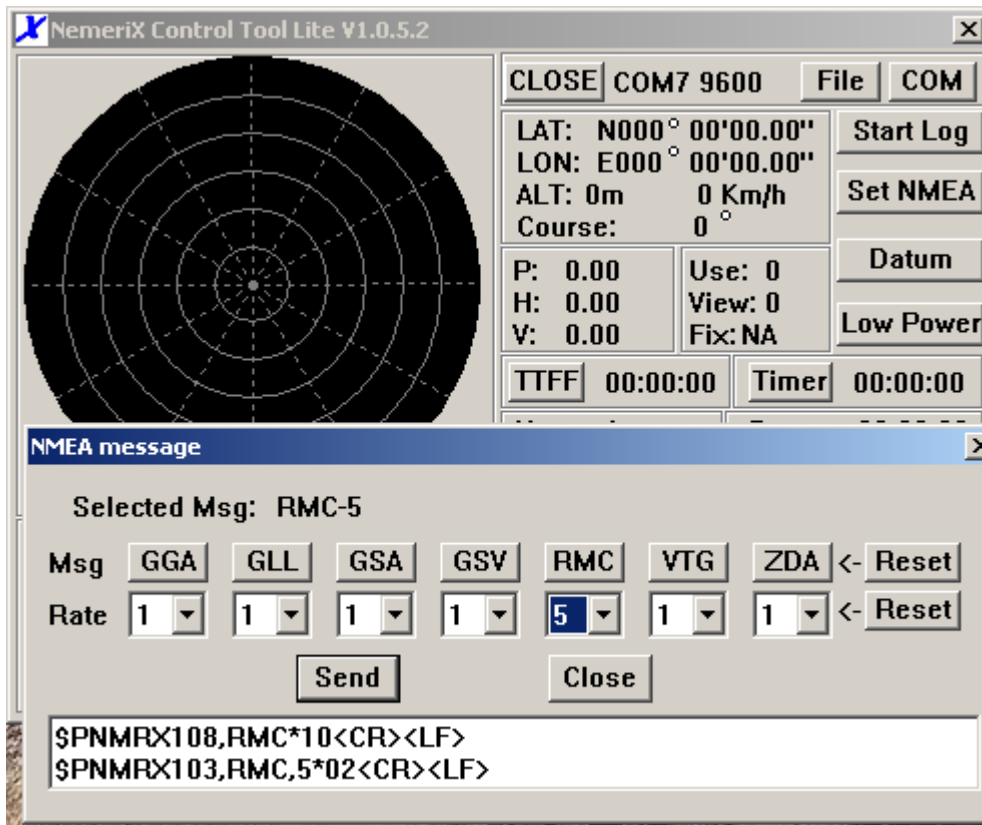 NemeriX Control Tool Lite V1.0.5.2
CLOSE COM7 9600 File COM
LAT: N000° 00'00.00"
LON: E000° 00'00.00"
ALT: 0m 0 Km/h
Course: 0 °
Start Log
Set NMEA
Datum
Low Power
P: 0.00
H: 0.00
V: 0.00
Use: 0
View: 0
Fix: NA
TTFF 00:00:00 Timer 00:00:00
NMEA message
Selected Msg: RMC-5
Msg GGA GLL GSA GSV RMC VTG ZDA <- Reset
Rate 1 1 1 1 5 1 1 <- Reset
Send Close
$PNMRX108,RMC*10<CR><LF>
$PNMRX103,RMC,5*02<CR><LF>